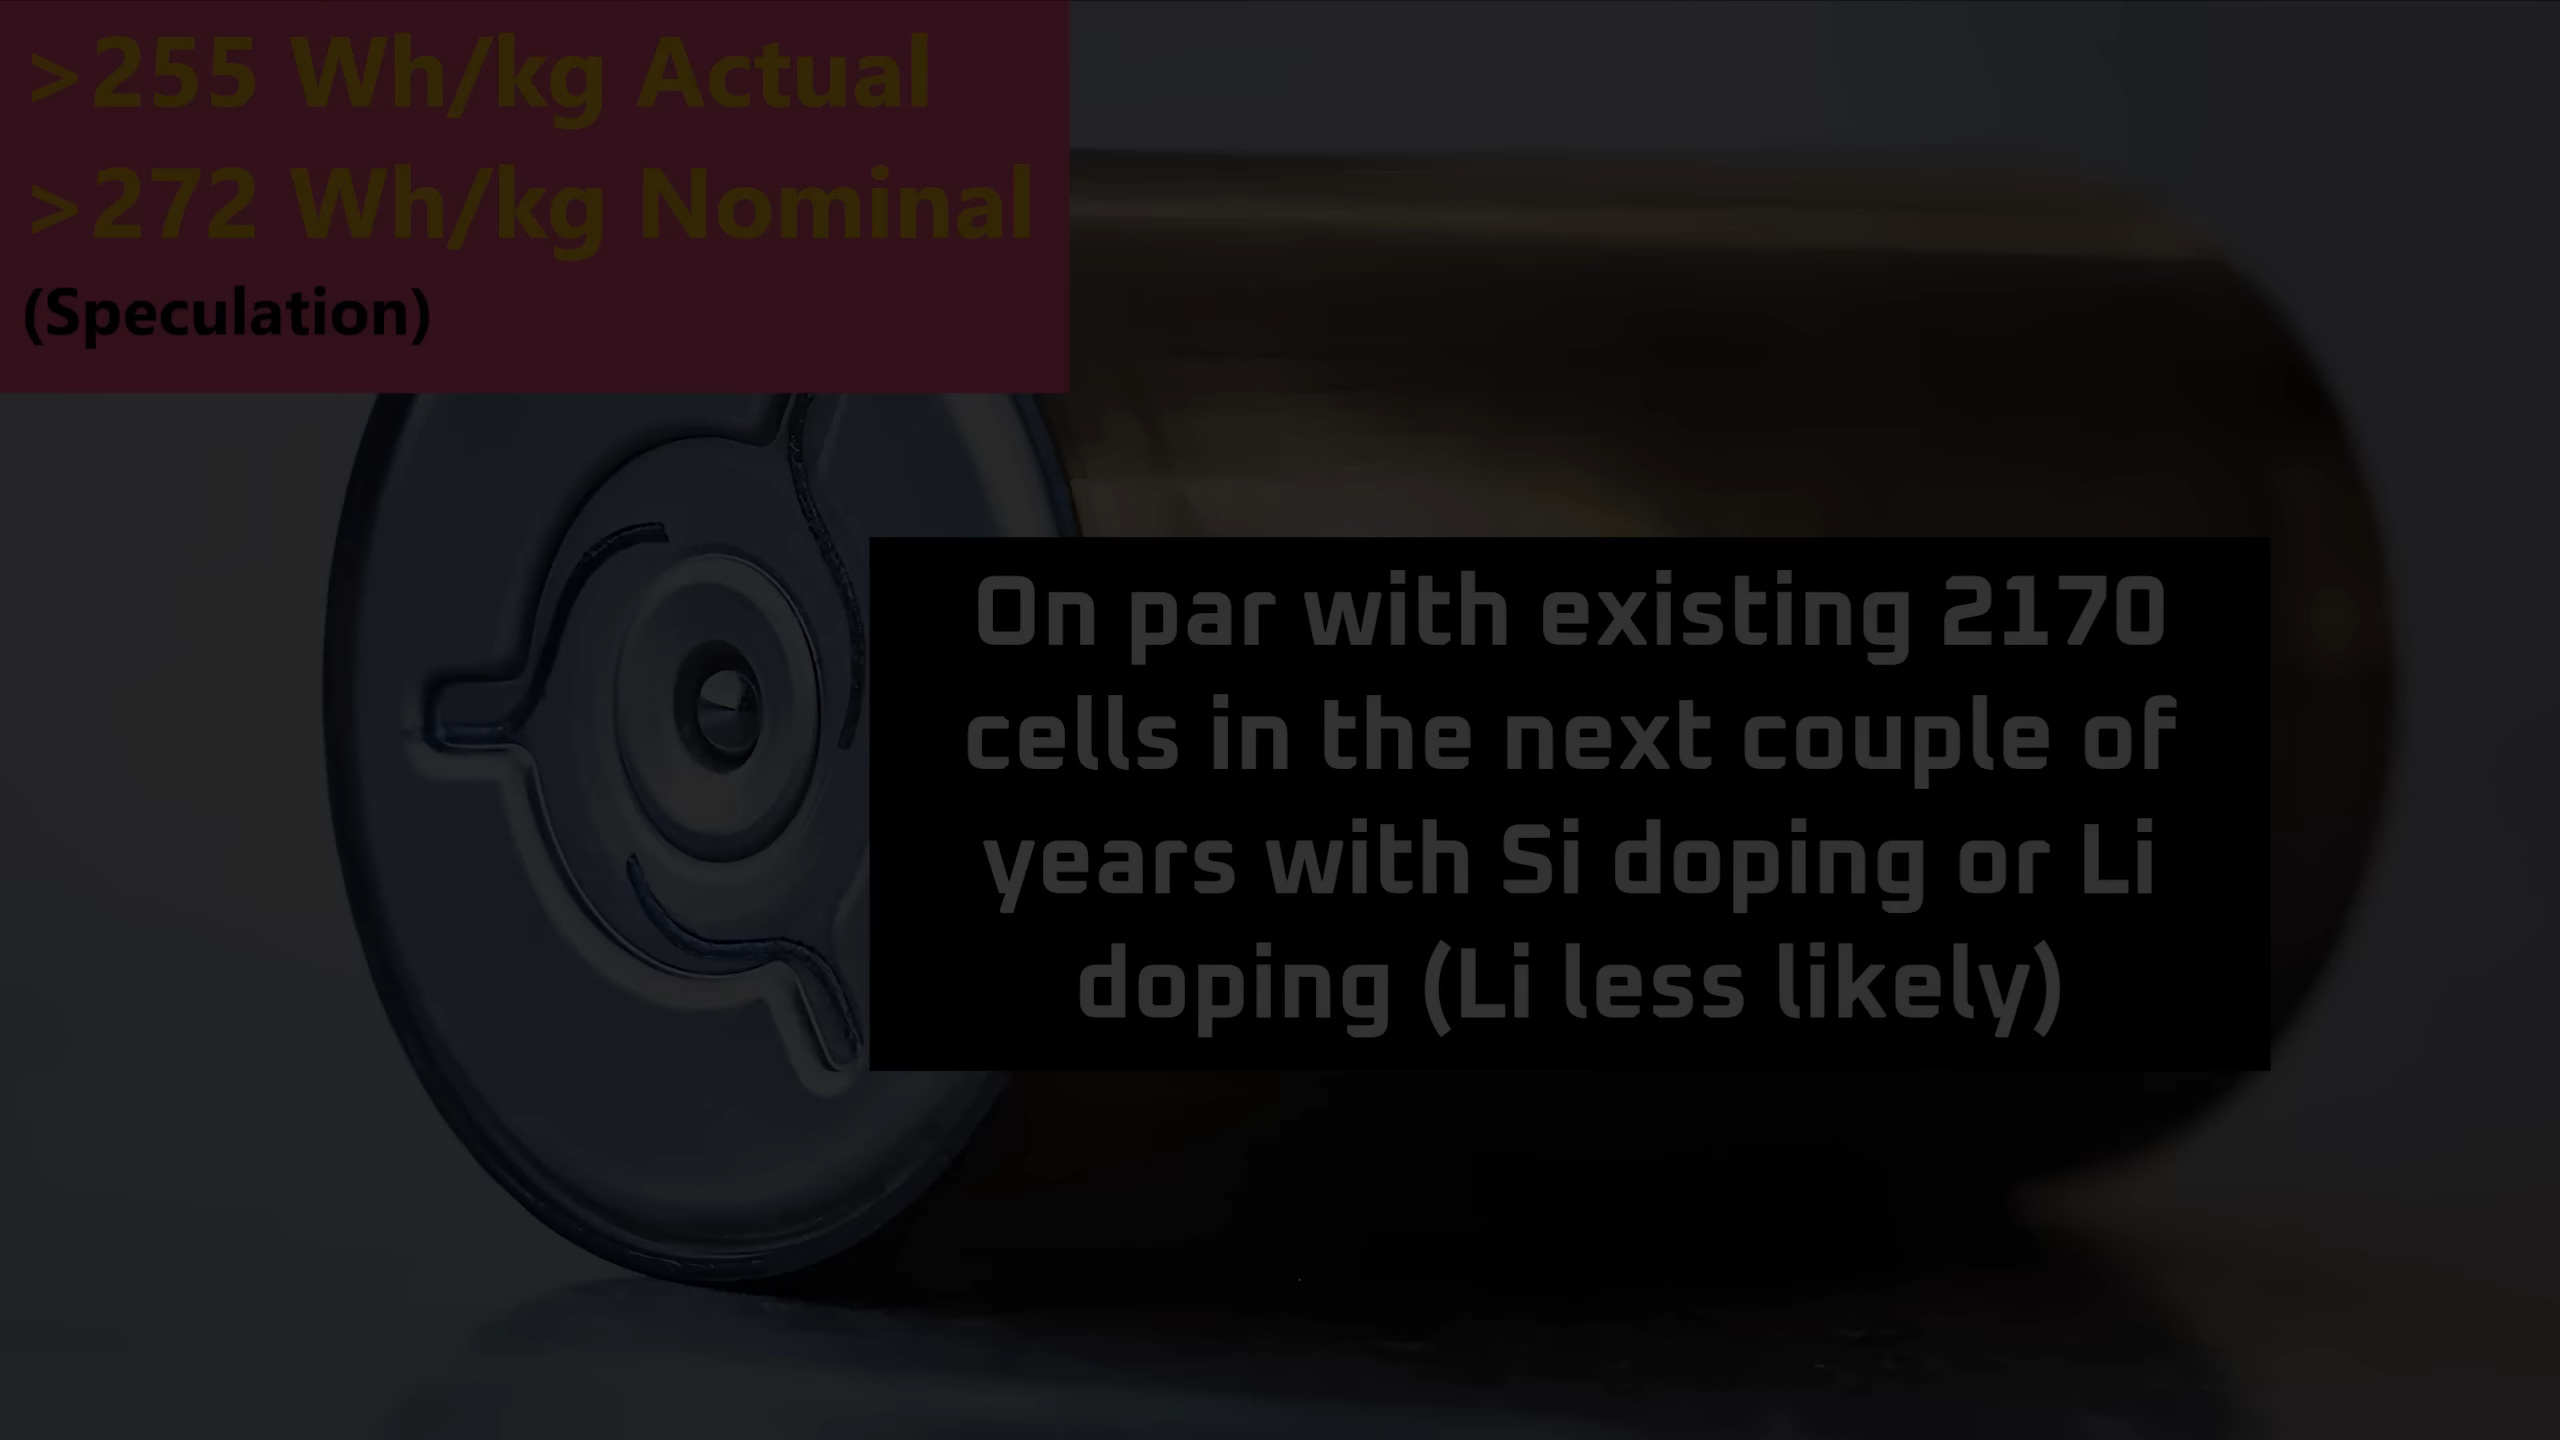 >255 Wh/kg Actual
>272 Wh/kg Nominal
(Speculation)
On par with existing 2170
cells in the next couple of
years with Si doping or Li
doping (Li less likely)